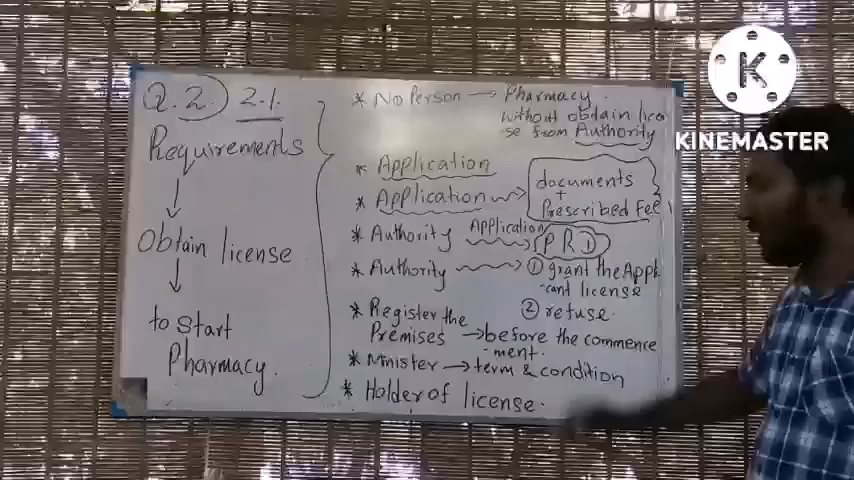 Q.2) 2.1.
Requirements
Obtain license
to start
Pharmacy.
* No Person → Pharmacy.
without obtain lice
-se from Authority
* Application
* Application → documents
+
Prescribed Fee
* Authority Application → PRD
* Authority → ① grant the Appli
-cant license
② refuse.
* Register the
Premises → before the commence
-ment.
* Minister → term & condition
* Holder of license.
K
KINEMASTER